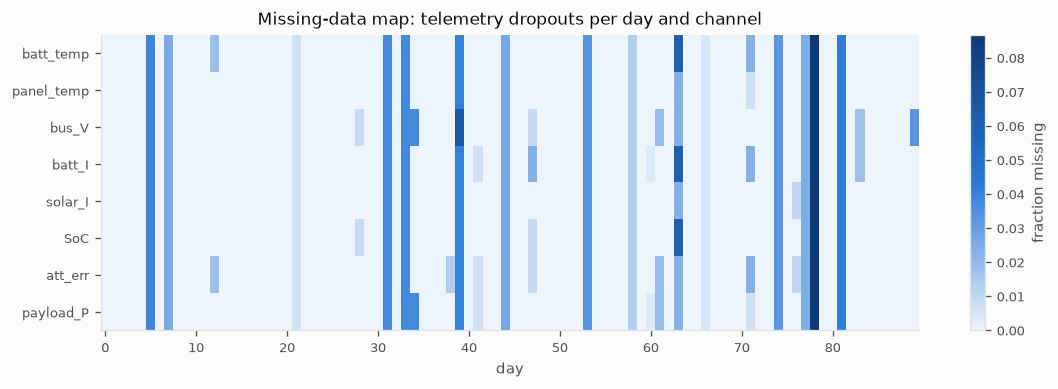 Missing-data map: telemetry dropouts per day and channel
batt_temp
panel_temp
bus_V
batt_I
solar_I
SoC
att_err
payload_P
0 10 20 30 40 50 60 70 80
day
0.08
0.07
0.06
0.05
0.04
0.03
0.02
0.01
0.00
fraction missing